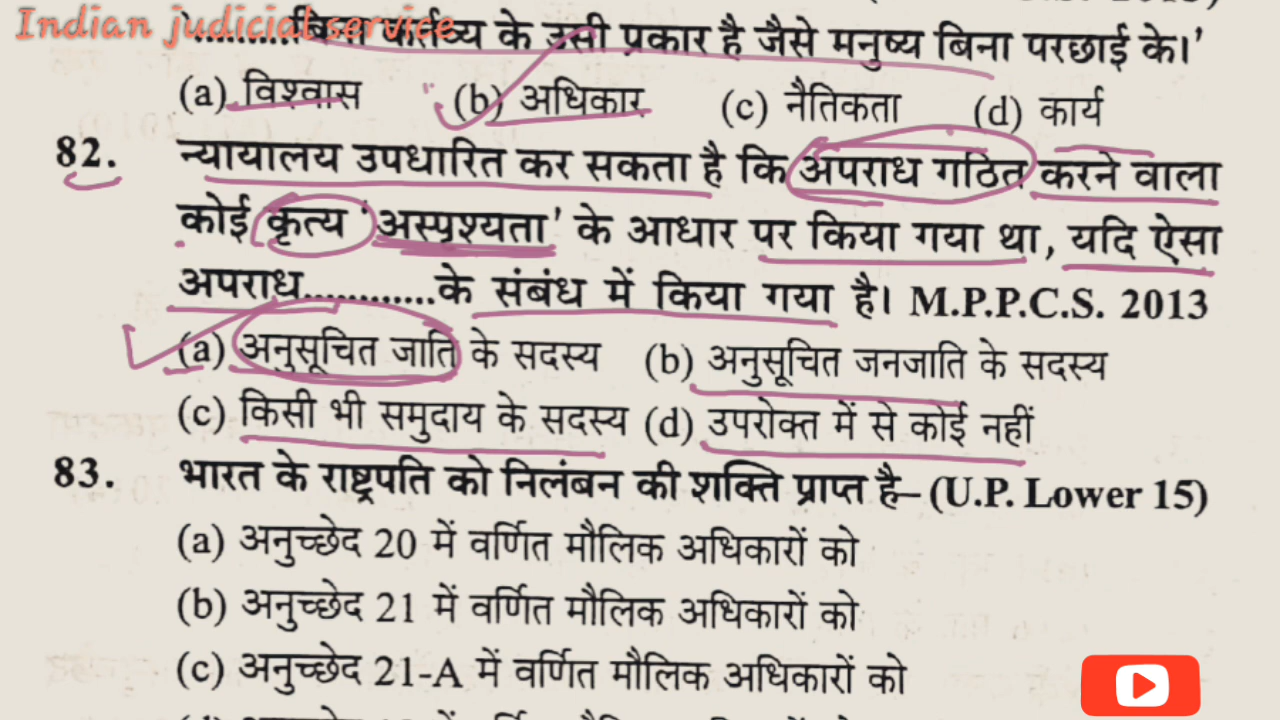 Indian judicial service
के उसी प्रकार है जैसे मनुष्य बिना परछाई के।'
(a) विश्वास (b) अधिकार (c) नैतिकता (d) कार्य
82. न्यायालय उपधारित कर सकता है कि अपराध गठित करने वाला
कोई कृत्य 'अस्पृश्यता' के आधार पर किया गया था, यदि ऐसा
अपराध............के संबंध में किया गया है। M.P.P.C.S. 2013
(a) अनुसूचित जाति के सदस्य (b) अनुसूचित जनजाति के सदस्य
(c) किसी भी समुदाय के सदस्य (d) उपरोक्त में से कोई नहीं
83. भारत के राष्ट्रपति को निलंबन की शक्ति प्राप्त है– (U.P. Lower 15)
(a) अनुच्छेद 20 में वर्णित मौलिक अधिकारों को
(b) अनुच्छेद 21 में वर्णित मौलिक अधिकारों को
(c) अनुच्छेद 21-A में वर्णित मौलिक अधिकारों को